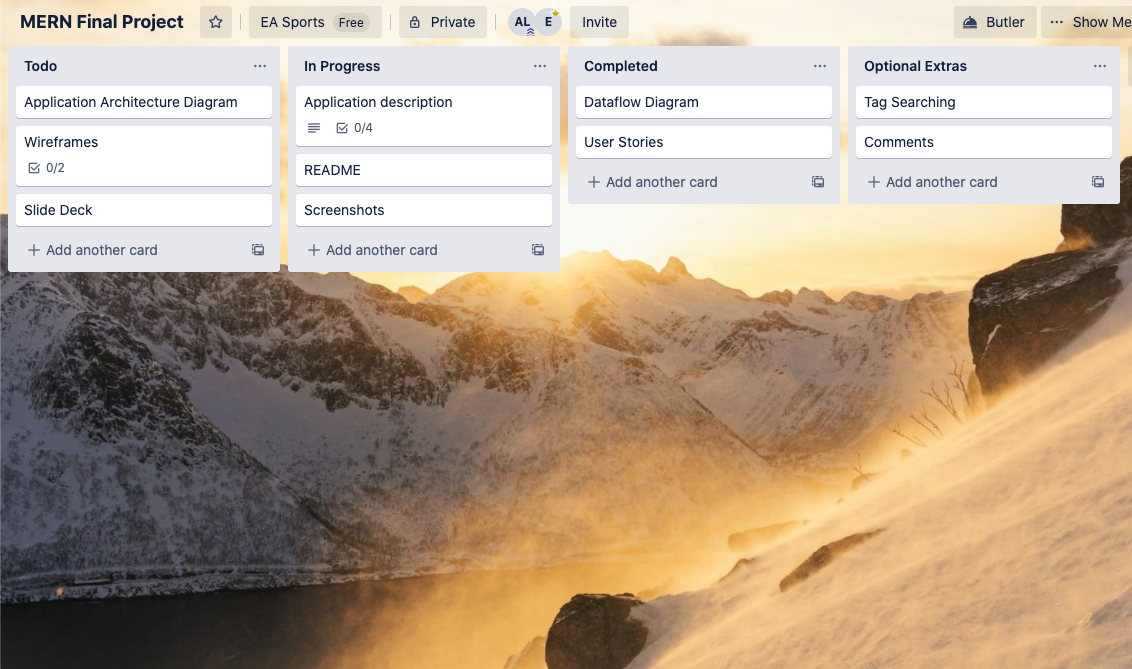 MERN Final Project
EA Sports Free
Private
AL
E
Invite
Butler
Show Me
Todo
Application Architecture Diagram
Wireframes
0/2
Slide Deck
+ Add another card
In Progress
Application description
0/4
README
Screenshots
+ Add another card
Completed
Dataflow Diagram
User Stories
+ Add another card
Optional Extras
Tag Searching
Comments
+ Add another card